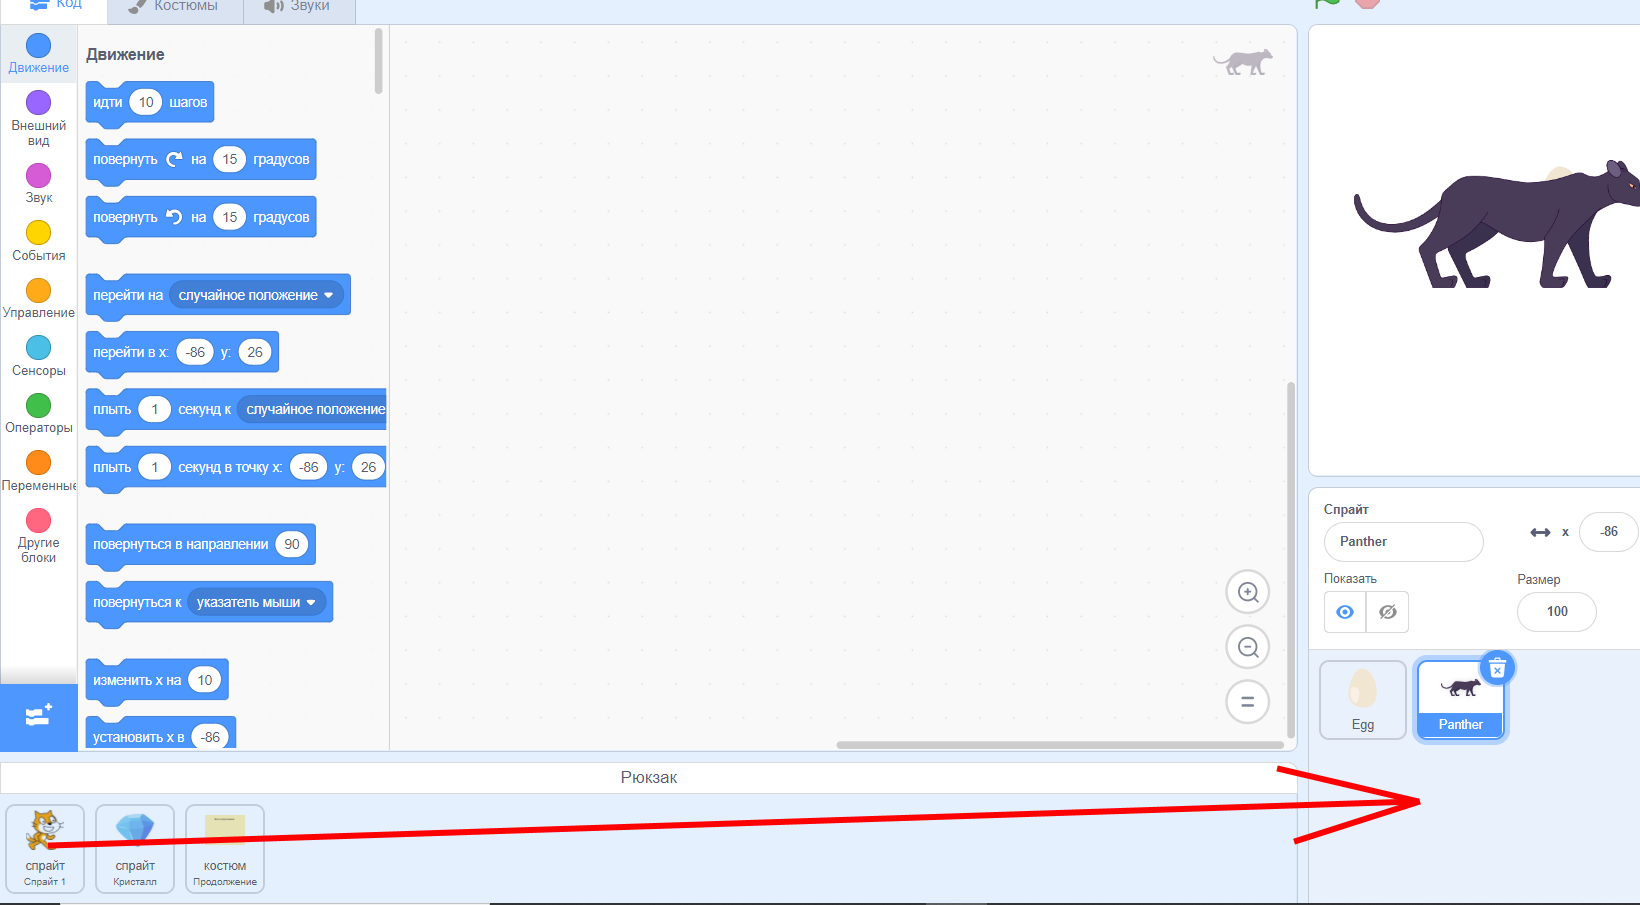 Код
Костюмы
Звуки
Движение
Внешний
вид
Звук
События
Управление
Сенсоры
Операторы
Переменные
Другие
блоки
Движение
идти 10 шагов
повернуть на 15 градусов
повернуть на 15 градусов
перейти на случайное положение
перейти в x: -86 y: 26
плыть 1 секунд к случайное положение
плыть 1 секунд в точку x: -86 y: 26
повернуться в направлении 90
повернуться к указатель мыши
изменить x на 10
установить x в -86
Спрайт
Panther
x -86
Показать
Размер
100
Egg
Panther
Рюкзак
спрайт
Спрайт 1
спрайт
Кристалл
костюм
Продолжение